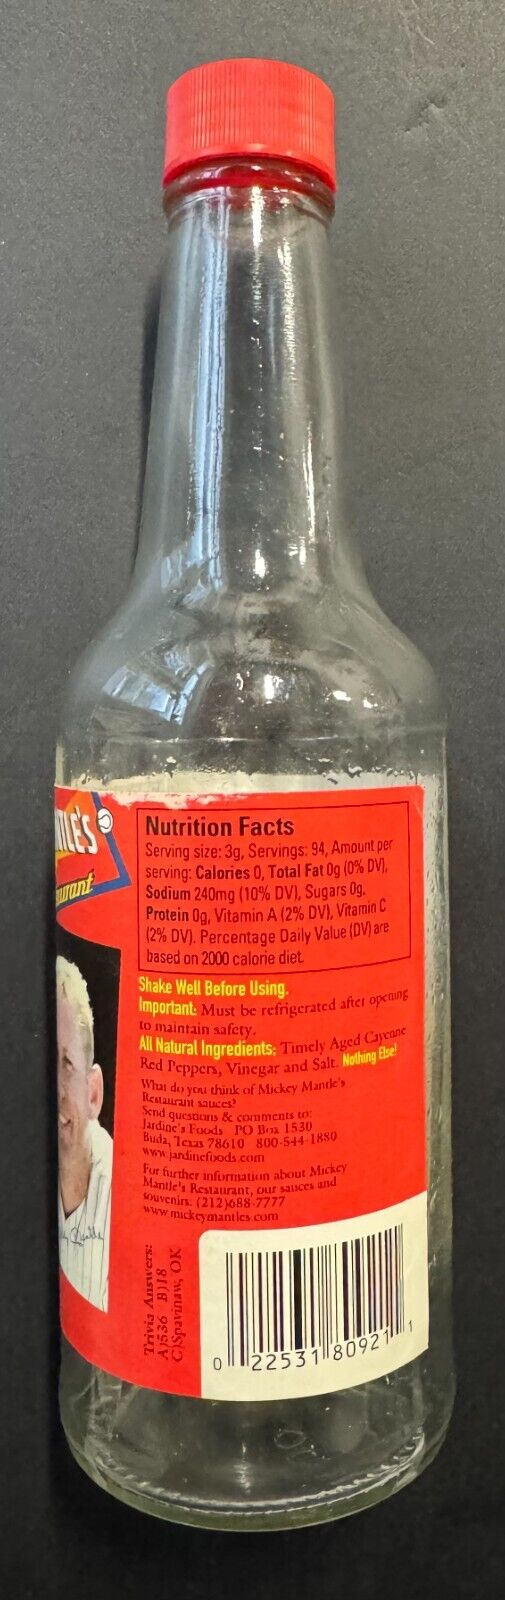 TLE'S
aurant
Nutrition Facts
Serving size: 3g, Servings: 94, Amount per
serving: Calories 0, Total Fat 0g (0% DV),
Sodium 240mg (10% DV), Sugars 0g,
Protein 0g, Vitamin A (2% DV), Vitamin C
(2% DV). Percentage Daily Value (DV) are
based on 2000 calorie diet.
Shake Well Before Using.
Important: Must be refrigerated after opening
to maintain safety.
All Natural Ingredients: Timely Aged Cayenne
Red Peppers, Vinegar and Salt. Nothing Else!
What do you think of Mickey Mantle's
Restaurant sauces?
Send questions & comments to:
Jardine's Foods PO Box 1530
Buda, Texas 78610 800-544-1880
www.jardinefoods.com
For further information about Mickey
Mantle's Restaurant, our sauces and
souvenirs. (212)688-7777
www.mickeymantles.com
Trivia Answers:
A)536 B)18
C)Spavinaw, OK
0 22531 80921 1